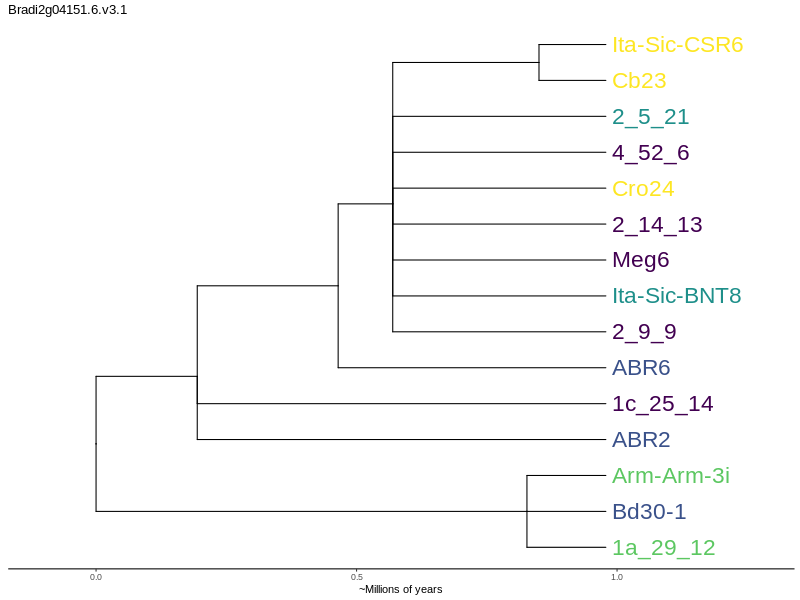 Bradi2g04151.6.v3.1
Ita-Sic-CSR6
Cb23
2_5_21
4_52_6
Cro24
2_14_13
Meg6
Ita-Sic-BNT8
2_9_9
ABR6
1c_25_14
ABR2
Arm-Arm-3i
Bd30-1
1a_29_12
0.0 0.5 1.0
~Millions of years